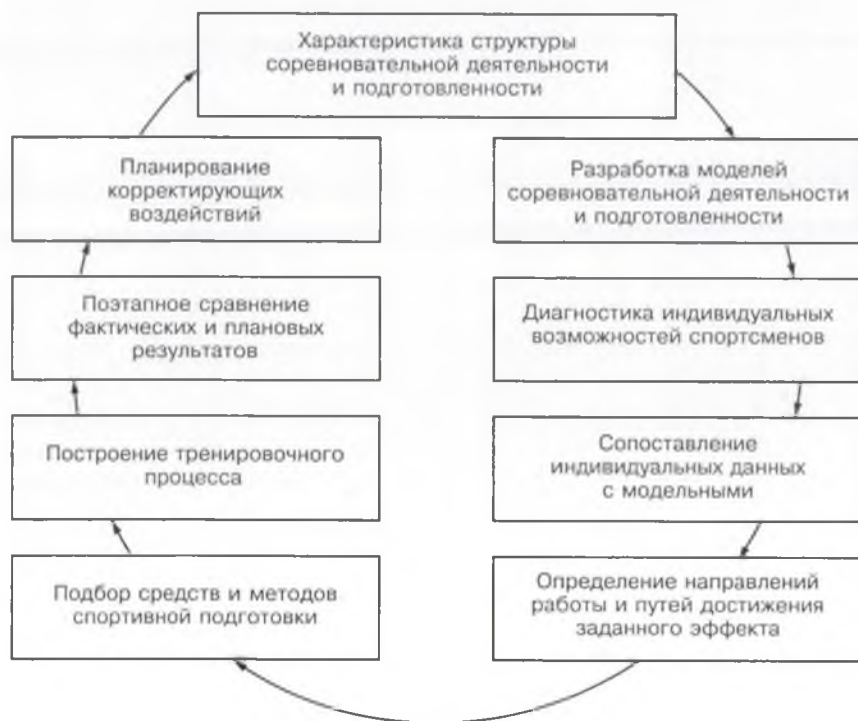 Характеристика структуры
соревновательной деятельности
и подготовленности
Разработка моделей
соревновательной деятельности
и подготовленности
Диагностика индивидуальных
возможностей спортсменов
Сопоставление
индивидуальных данных
с модельными
Определение направлений
работы и путей достижения
заданного эффекта
Подбор средств и методов
спортивной подготовки
Построение тренировочного
процесса
Поэтапное сравнение
фактических и плановых
результатов
Планирование
корректирующих
воздействий